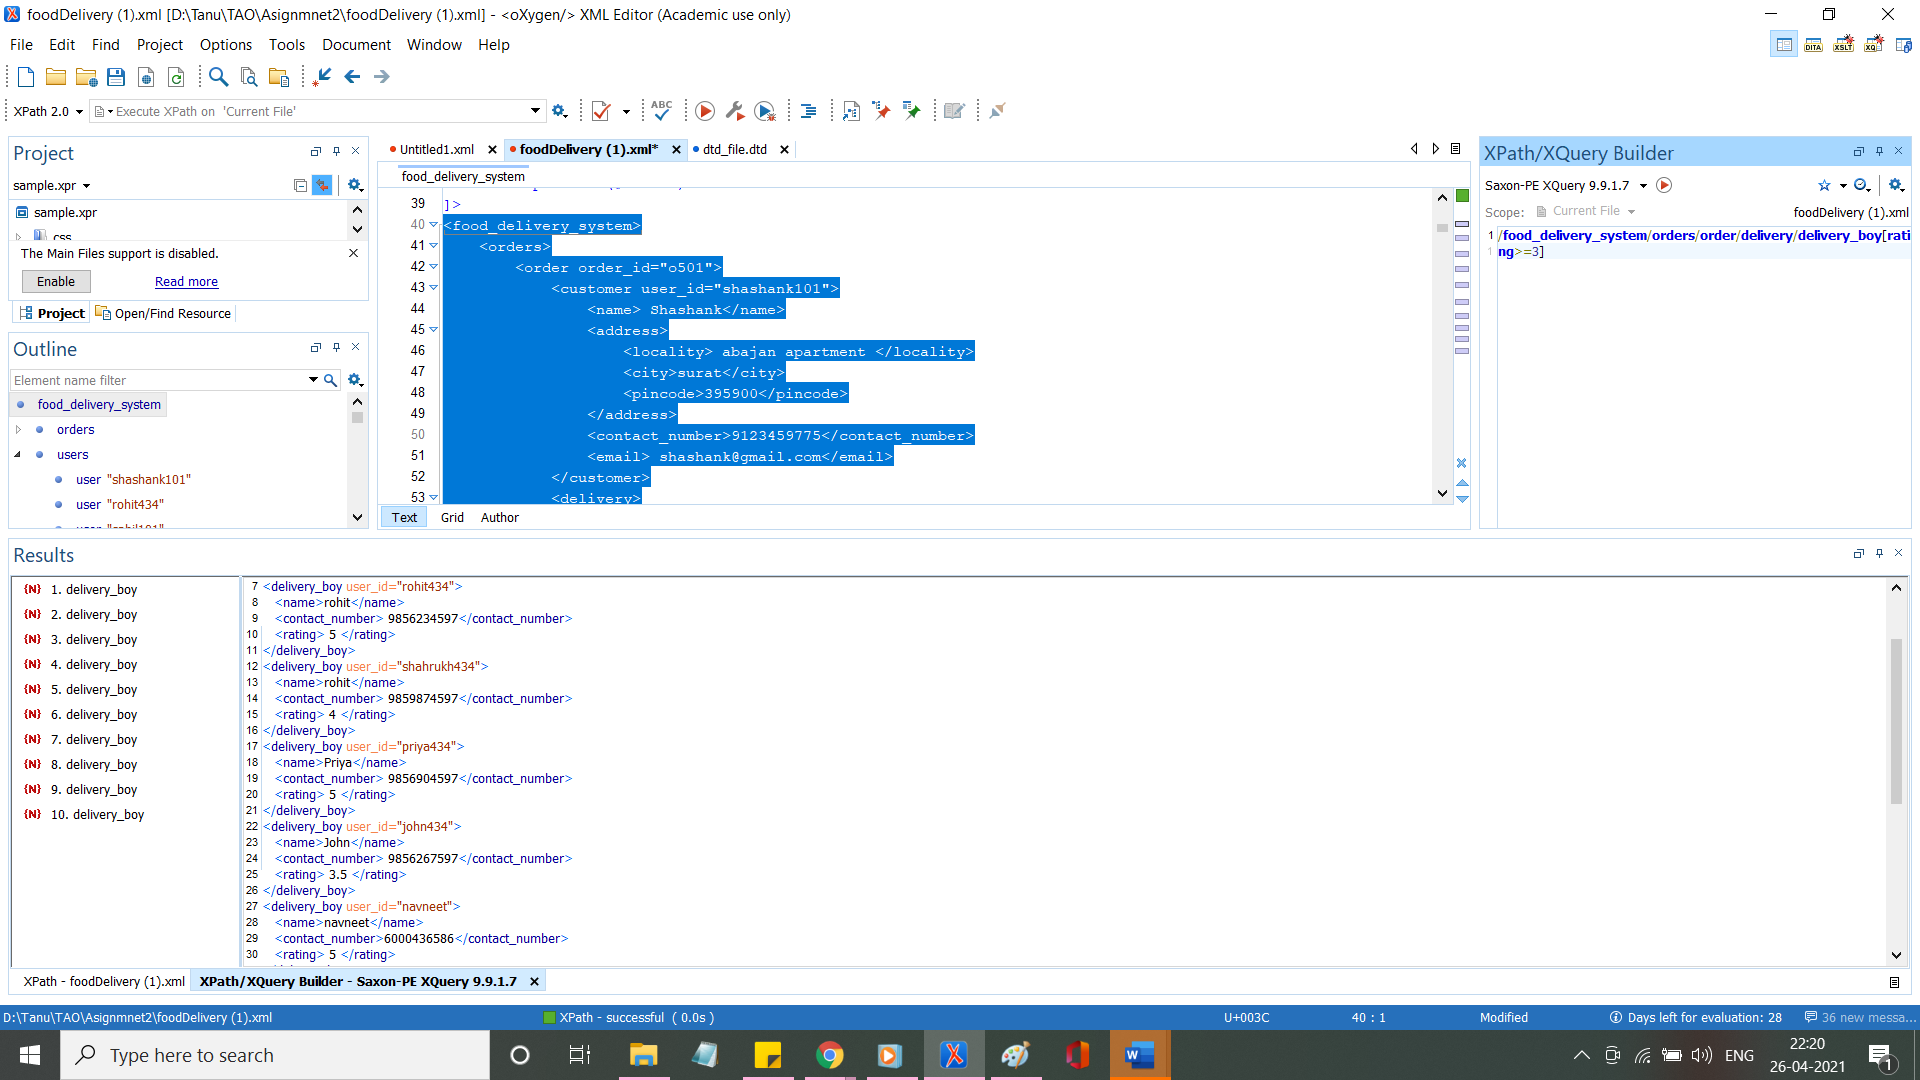 foodDelivery (1).xml [D:\Tanu\TAO\Asignmnet2\foodDelivery (1).xml] - <oXygen/> XML Editor (Academic use only)
File Edit Find Project Options Tools Document Window Help
DITA XSLT XQ
XPath 2.0 Execute XPath on 'Current File' ABC
Project
sample.xpr
sample.xpr
css
The Main Files support is disabled.
Enable Read more
Project Open/Find Resource
Outline
Element name filter
food_delivery_system
orders
users
user "shashank101"
user "rohit434"
Untitled1.xml foodDelivery (1).xml* dtd_file.dtd
food_delivery_system
39 ]>
40 <food_delivery_system>
41 <orders>
42 <order order_id="o501">
43 <customer user_id="shashank101">
44 <name> Shashank</name>
45 <address>
46 <locality> abajan apartment </locality>
47 <city>surat</city>
48 <pincode>395900</pincode>
49 </address>
50 <contact_number>9123459775</contact_number>
51 <email> shashank@gmail.com</email>
52 </customer>
53 <delivery>
Text Grid Author
XPath/XQuery Builder
Saxon-PE XQuery 9.9.1.7
Scope: Current File foodDelivery (1).xml
1 /food_delivery_system/orders/order/delivery/delivery_boy[rati
1 ng>=3]
Results
{N} 1. delivery_boy
{N} 2. delivery_boy
{N} 3. delivery_boy
{N} 4. delivery_boy
{N} 5. delivery_boy
{N} 6. delivery_boy
{N} 7. delivery_boy
{N} 8. delivery_boy
{N} 9. delivery_boy
{N} 10. delivery_boy
7 <delivery_boy user_id="rohit434">
8 <name>rohit</name>
9 <contact_number> 9856234597</contact_number>
10 <rating> 5 </rating>
11 </delivery_boy>
12 <delivery_boy user_id="shahrukh434">
13 <name>rohit</name>
14 <contact_number> 9859874597</contact_number>
15 <rating> 4 </rating>
16 </delivery_boy>
17 <delivery_boy user_id="priya434">
18 <name>Priya</name>
19 <contact_number> 9856904597</contact_number>
20 <rating> 5 </rating>
21 </delivery_boy>
22 <delivery_boy user_id="john434">
23 <name>John</name>
24 <contact_number> 9856267597</contact_number>
25 <rating> 3.5 </rating>
26 </delivery_boy>
27 <delivery_boy user_id="navneet">
28 <name>navneet</name>
29 <contact_number>6000436586</contact_number>
30 <rating> 5 </rating>
XPath - foodDelivery (1).xml XPath/XQuery Builder - Saxon-PE XQuery 9.9.1.7
D:\Tanu\TAO\Asignmnet2\foodDelivery (1).xml XPath - successful ( 0.0s ) U+003C 40 : 1 Modified Days left for evaluation: 28 36 new messa...
Type here to search
ENG
22:20
26-04-2021
1